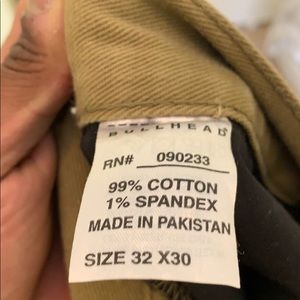 BULLHEAD
RN# 090233
99% COTTON
1% SPANDEX
MADE IN PAKISTAN
SIZE 32 X30